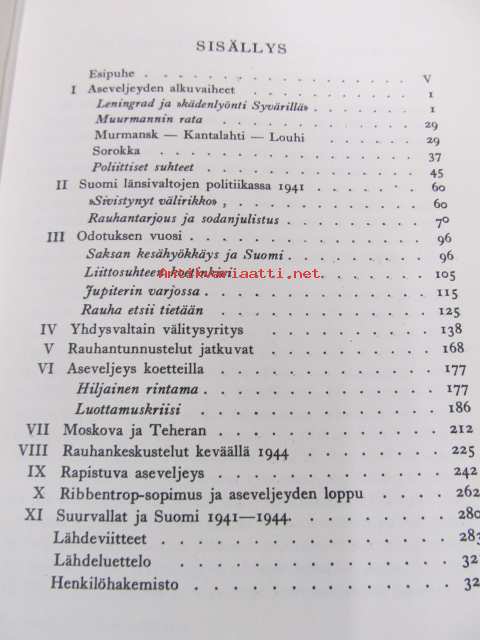 SISÄLLYS
Esipuhe . . . . . . . . . . . . . V
I Aseveljeyden alkuvaiheet . . . . . . . . 1
Leningrad ja »kädenlyönti Syvärillä» . . . . . 1
Muurmannin rata . . . . . . . . . . 29
Murmansk — Kantalahti — Louhi . . . . . 29
Sorokka . . . . . . . . . . . . 37
Poliittiset suhteet . . . . . . . . . . 45
II Suomi länsivaltojen politiikassa 1941 . . . . . 60
»Sivistynyt välirikko» . . . . . . . . . 60
Rauhantarjous ja sodanjulistus . . . . . . . 70
III Odotuksen vuosi . . . . . . . . . . . 96
Saksan kesähyökkäys ja Suomi . . . . . . . 96
Liittosuhteen . . . . . . . . 105
Antikvariaatti.net
Jupiterin varjossa . . . . . . . . . . . 115
Rauha etsii tietään . . . . . . . . . . 125
IV Yhdysvaltain välitysyritys . . . . . . . . . 138
V Rauhantunnustelut jatkuvat . . . . . . . . . 168
VI Aseveljeys koetteilla . . . . . . . . . . 177
Hiljainen rintama . . . . . . . . . . . 177
Luottamuskriisi . . . . . . . . . . . 186
VII Moskova ja Teheran . . . . . . . . . . . 212
VIII Rauhankeskustelut keväällä 1944 . . . . . . . 225
IX Rapistuva aseveljeys . . . . . . . . . . . 242
X Ribbentrop-sopimus ja aseveljeyden loppu . . . . 262
XI Suurvallat ja Suomi 1941—1944 . . . . . . . . 280
Lähdeviitteet . . . . . . . . . . . . . 283
Lähdeluettelo . . . . . . . . . . . . . 32
Henkilöhakemisto . . . . . . . . . . . . 32